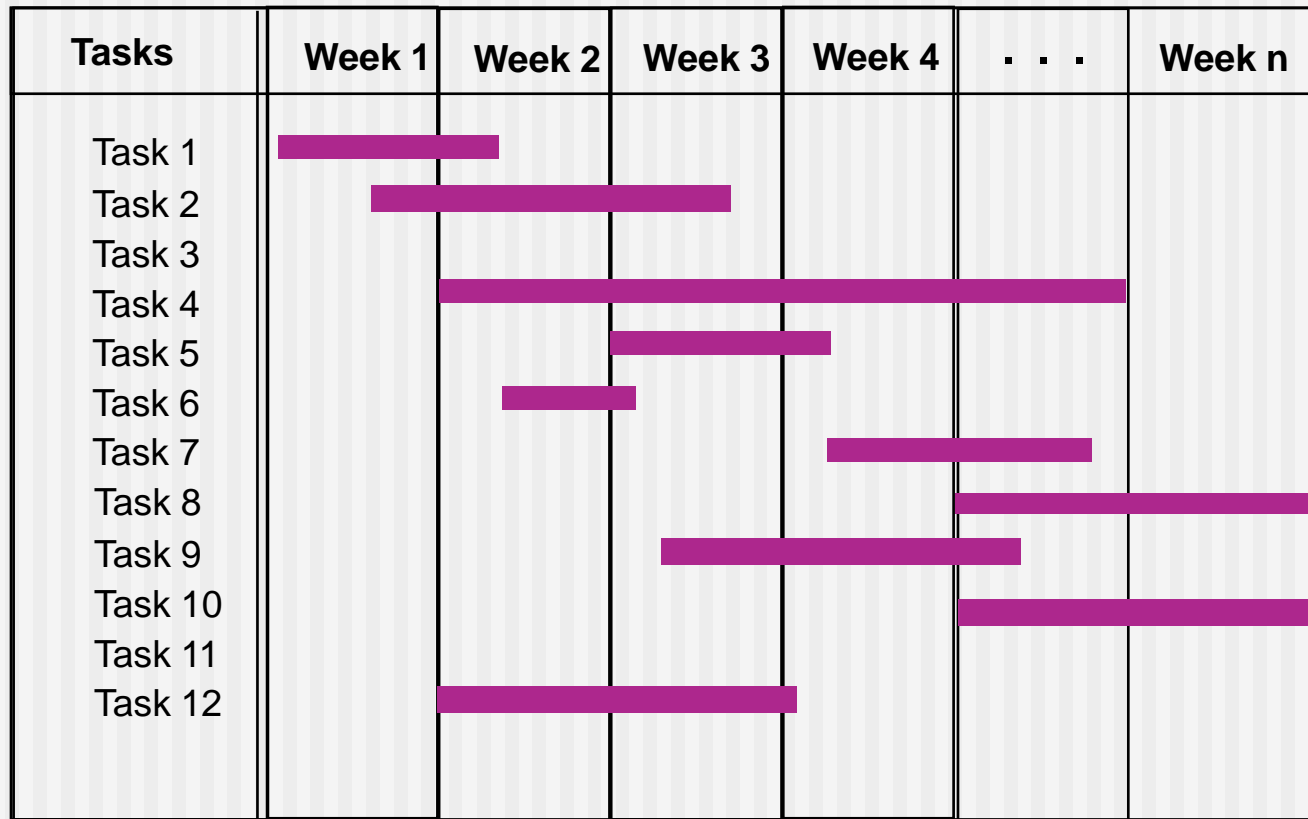 Tasks Week 1 Week 2 Week 3 Week 4 . . . Week n
Task 1
Task 2
Task 3
Task 4
Task 5
Task 6
Task 7
Task 8
Task 9
Task 10
Task 11
Task 12